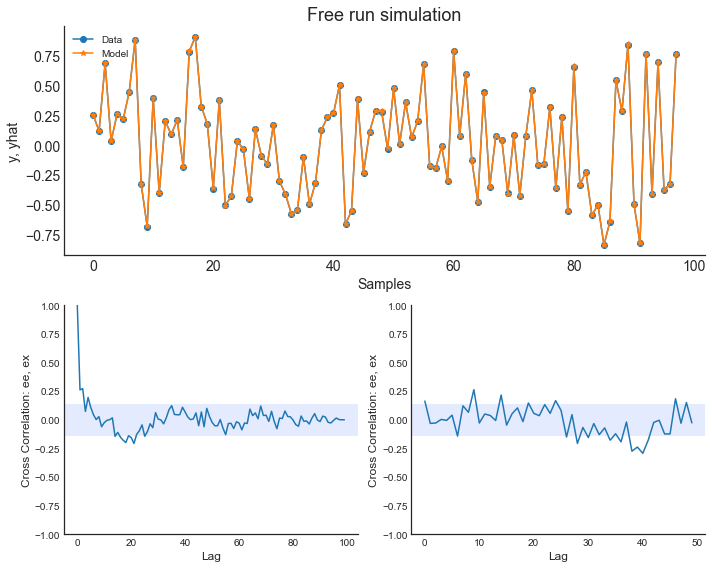 Free run simulation
Data
Model
y, yhat
0.75
0.50
0.25
0.00
−0.25
−0.50
−0.75
0 20 40 60 80 100
Samples
Cross Correlation: ee, ex
1.00
0.75
0.50
0.25
0.00
−0.25
−0.50
−0.75
−1.00
0 20 40 60 80 100
Lag
Cross Correlation: ee, ex
1.00
0.75
0.50
0.25
0.00
−0.25
−0.50
−0.75
−1.00
0 10 20 30 40 50
Lag